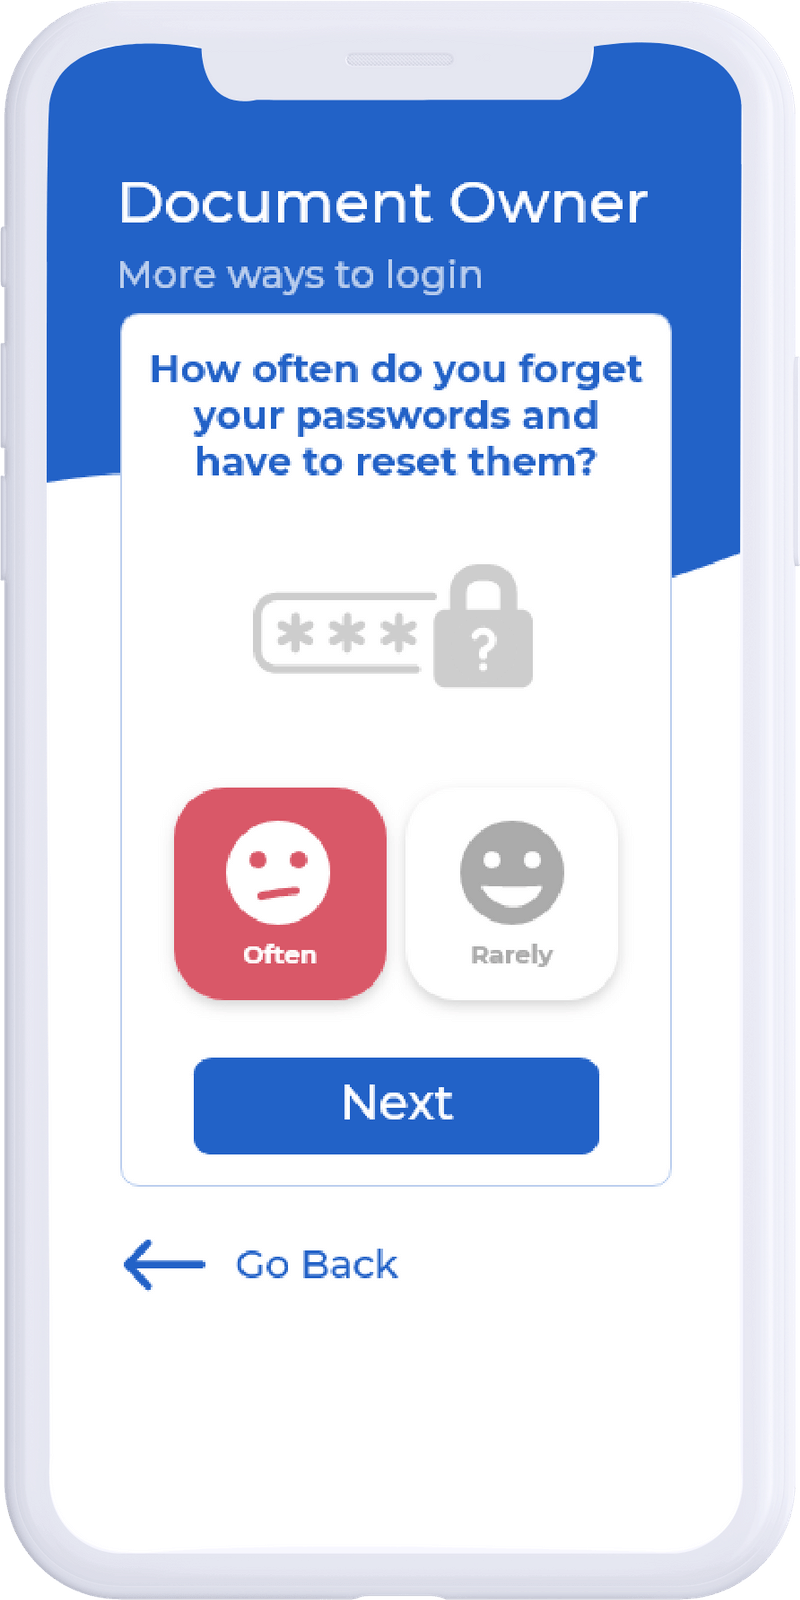 Document Owner
More ways to login
How often do you forget
your passwords and
have to reset them?
***?
Often
Rarely
Next
Go Back